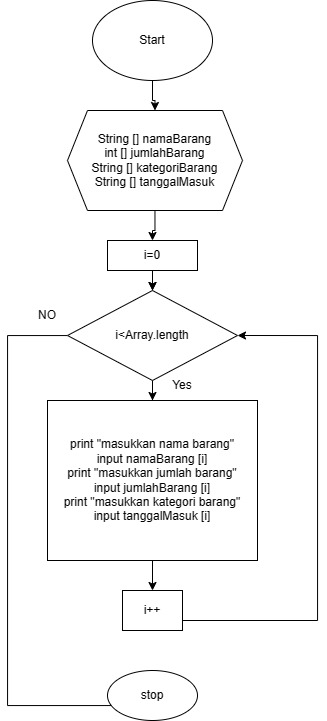 Start
String [] namaBarang
int [] jumlahBarang
String [] kategoriBarang
String [] tanggalMasuk
i=0
NO
i<Array.length
Yes
print "masukkan nama barang"
input namaBarang [i]
print "masukkan jumlah barang"
input jumlahBarang [i]
print "masukkan kategori barang"
input tanggalMasuk [i]
i++
stop